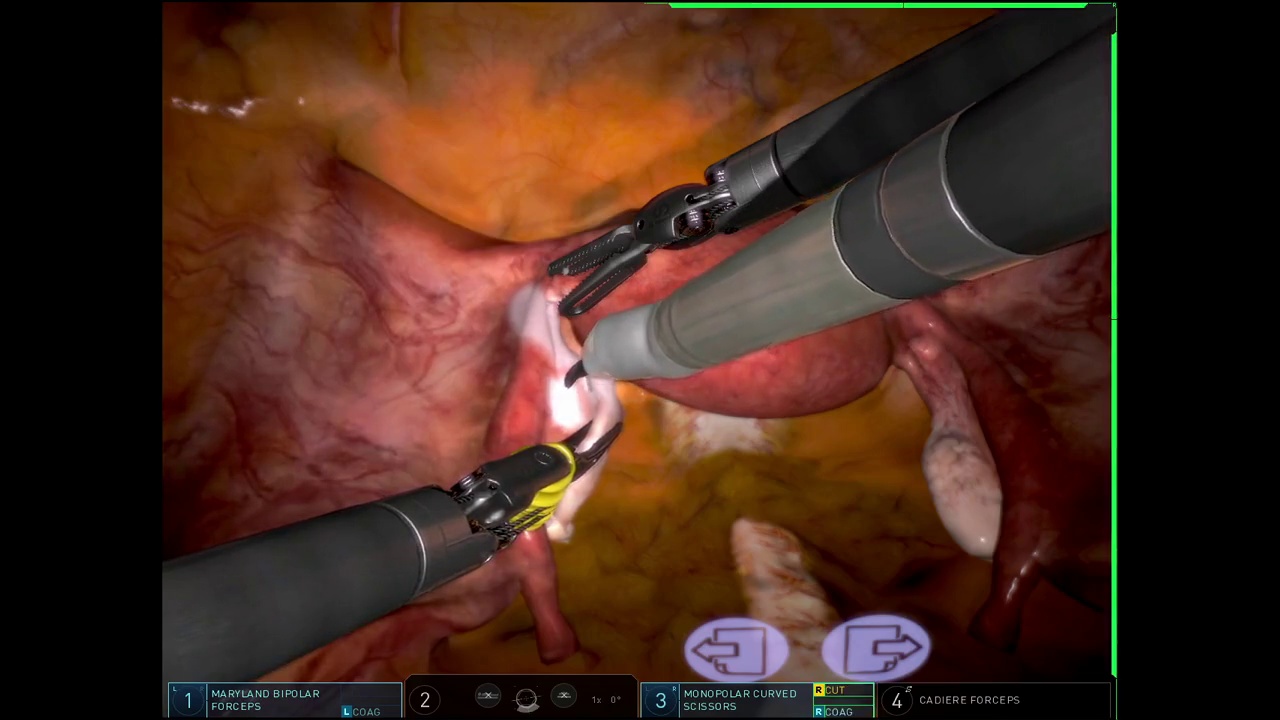 1 MARYLAND BIPOLAR
FORCEPS
L COAG
2 1x 0°
3 MONOPOLAR CURVED
SCISSORS
R CUT
R COAG
4 CADIERE FORCEPS